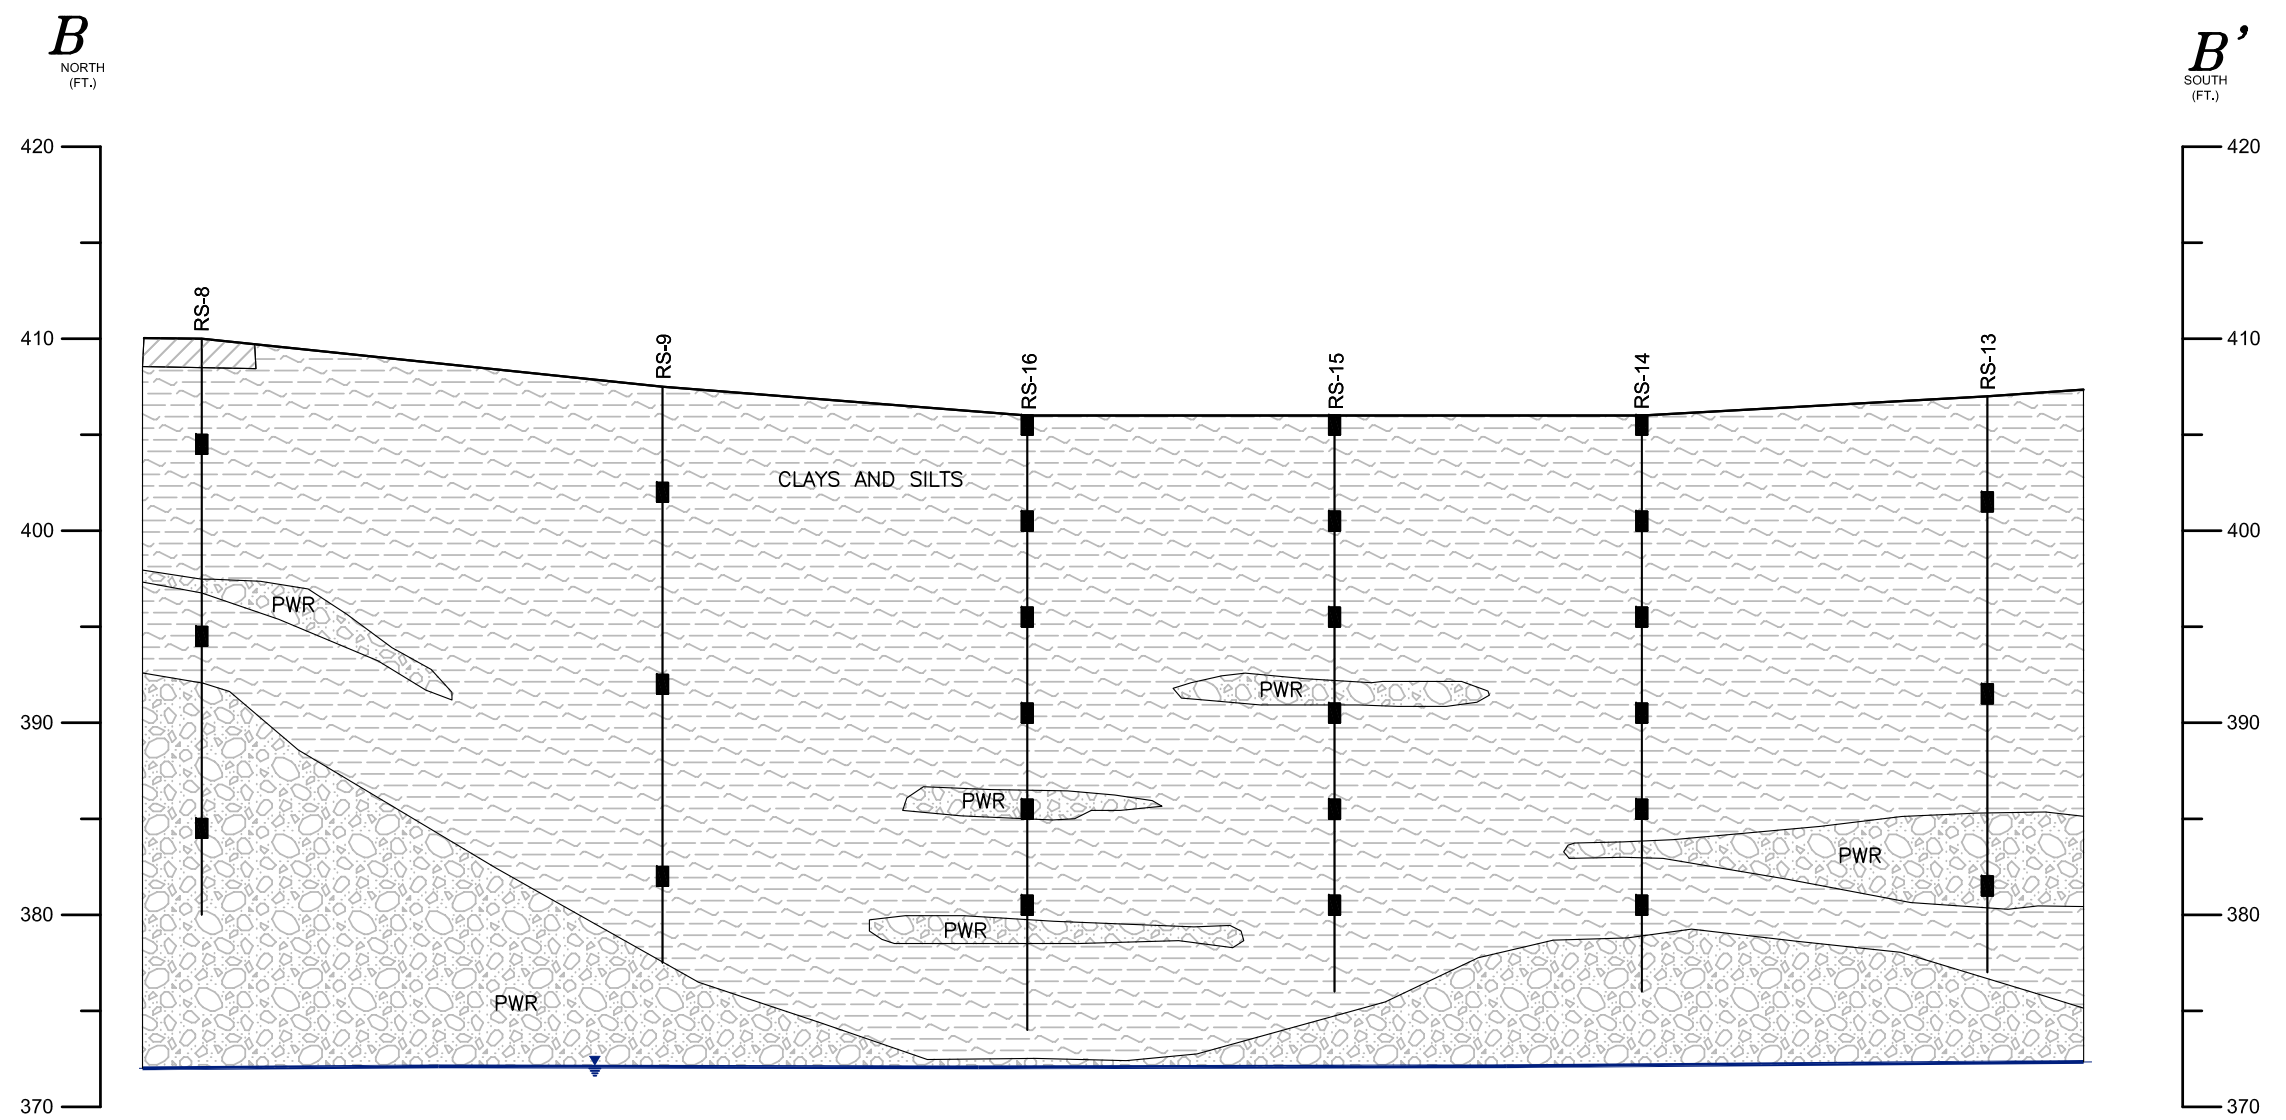 B
NORTH
(FT.)
B'
SOUTH
(FT.)
420
420
410
410
400
400
390
390
380
380
370
370
RS-8
RS-9
RS-16
RS-15
RS-14
RS-13
CLAYS AND SILTS
PWR
PWR
PWR
PWR
PWR
PWR